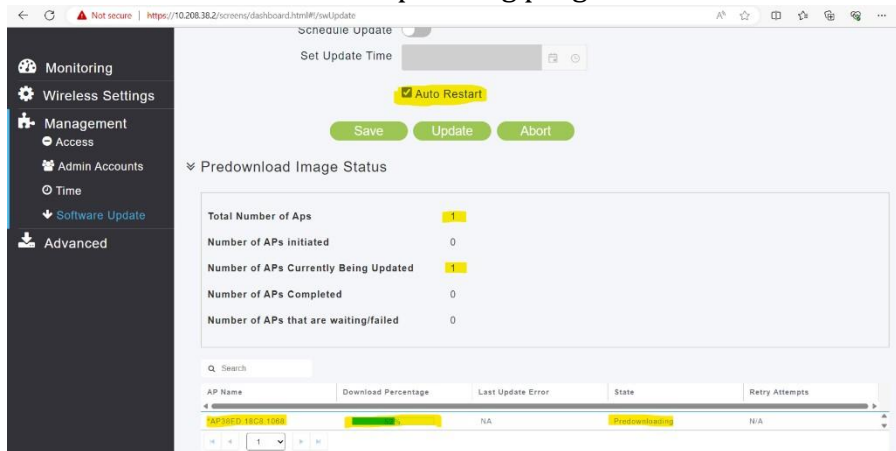 Not secure https://10.208.38.2/screens/dashboard.html#!/swUpdate
Schedule Update
Set Update Time
Monitoring
Wireless Settings
Management
Access
Admin Accounts
Time
Software Update
Advanced
Auto Restart
Save Update Abort
Predownload Image Status
Total Number of Aps 1
Number of APs initiated 0
Number of APs Currently Being Updated 1
Number of APs Completed 0
Number of APs that are waiting/failed 0
Search
AP Name Download Percentage Last Update Error State Retry Attempts
NA Predownloading N/A
1